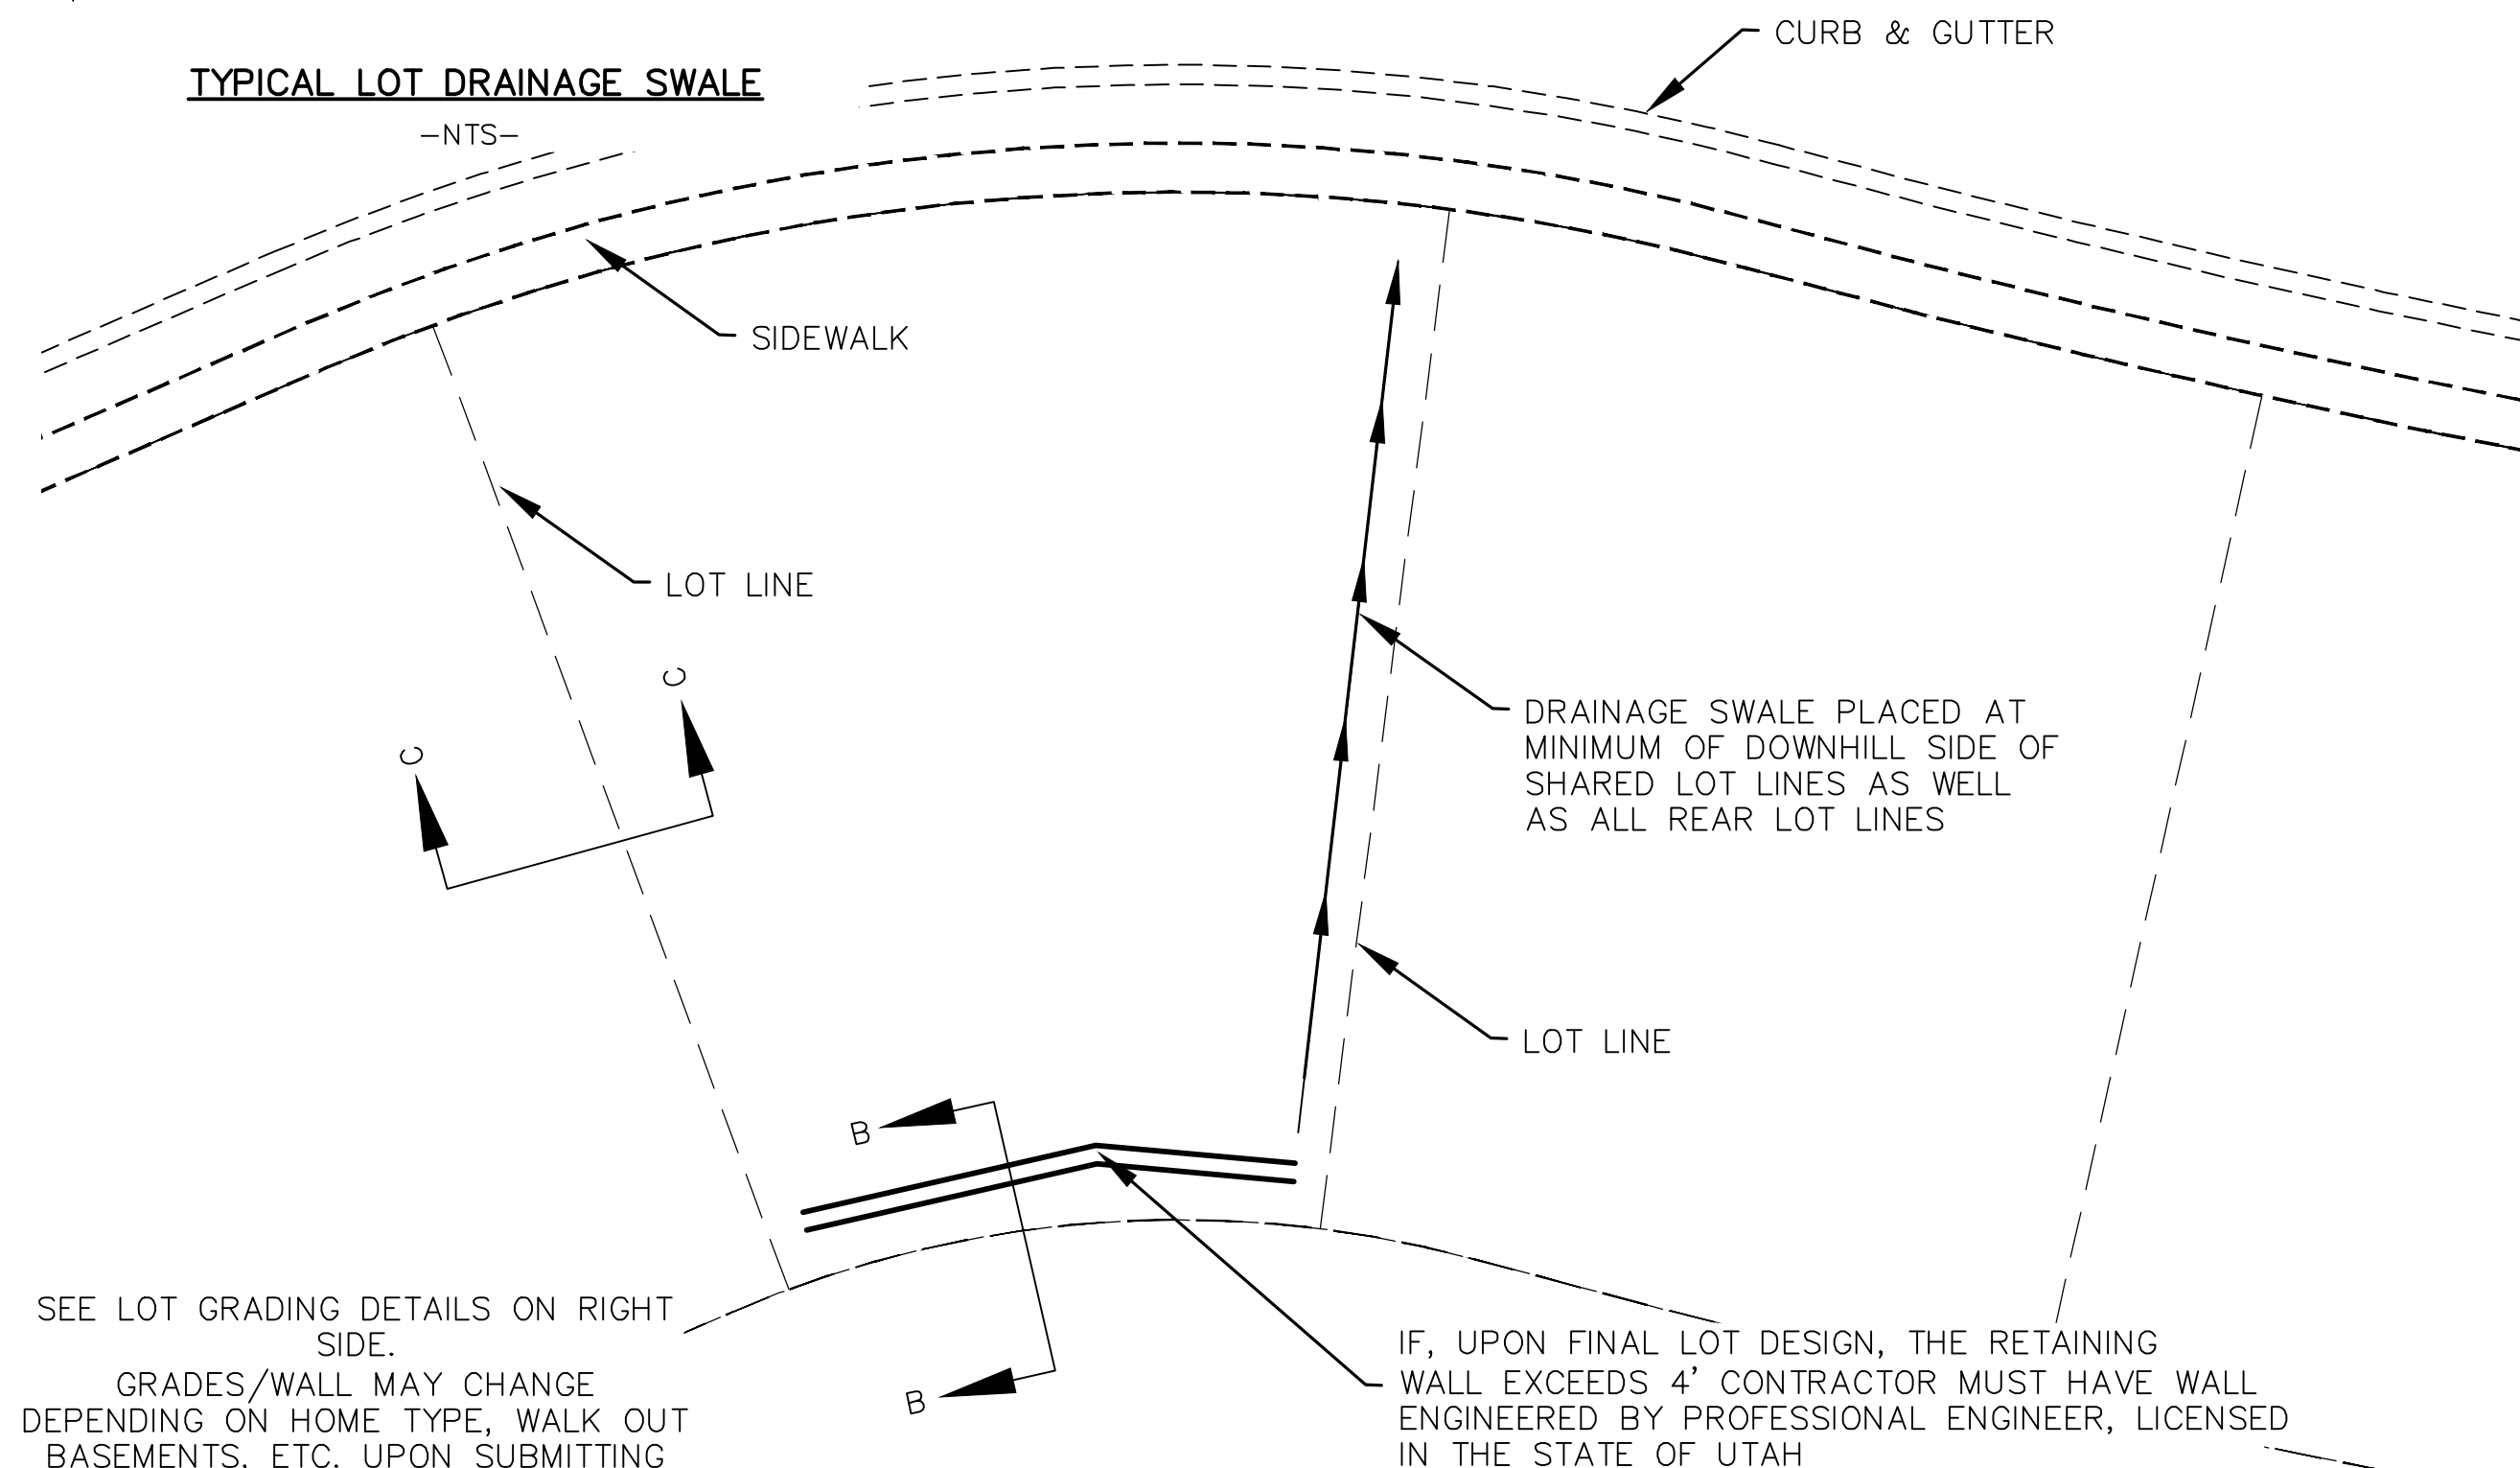 TYPICAL LOT DRAINAGE SWALE
-NTS-
CURB & GUTTER
SIDEWALK
LOT LINE
C
C
DRAINAGE SWALE PLACED AT
MINIMUM OF DOWNHILL SIDE OF
SHARED LOT LINES AS WELL
AS ALL REAR LOT LINES
LOT LINE
B
B
SEE LOT GRADING DETAILS ON RIGHT
SIDE.
GRADES/WALL MAY CHANGE
DEPENDING ON HOME TYPE, WALK OUT
BASEMENTS, ETC. UPON SUBMITTING
IF, UPON FINAL LOT DESIGN, THE RETAINING
WALL EXCEEDS 4' CONTRACTOR MUST HAVE WALL
ENGINEERED BY PROFESSIONAL ENGINEER, LICENSED
IN THE STATE OF UTAH